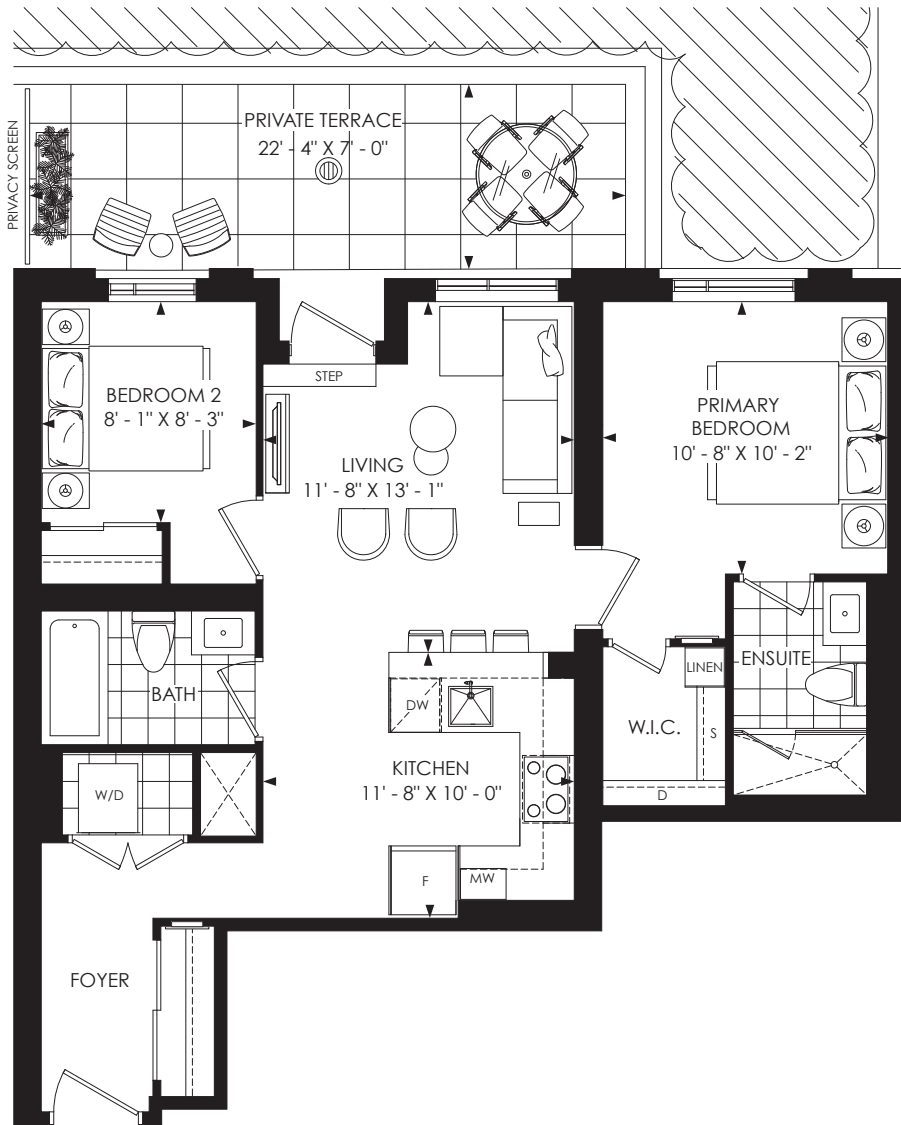 PRIVACY SCREEN
PRIVATE TERRACE
22' - 4" X 7' - 0"
STEP
BEDROOM 2
8' - 1" X 8' - 3"
LIVING
11' - 8" X 13' - 1"
PRIMARY
BEDROOM
10' - 8" X 10' - 2"
BATH
DW
LINEN
ENSUITE
W.I.C.
S
D
KITCHEN
11' - 8" X 10' - 0"
W/D
F
MW
FOYER